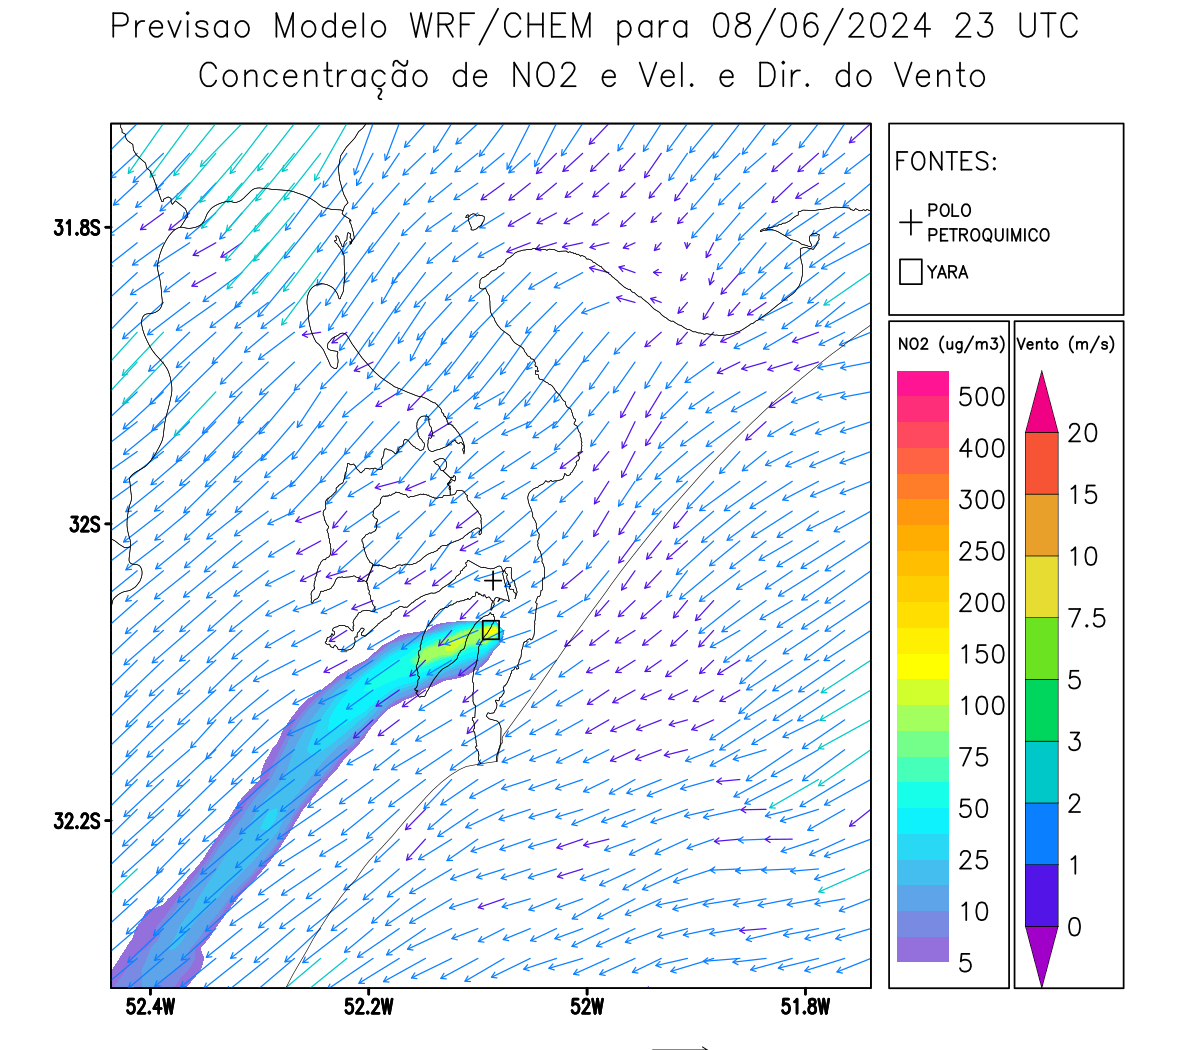 Previsao Modelo WRF/CHEM para 08/06/2024 23 UTC
Concentração de NO2 e Vel. e Dir. do Vento
FONTES:
POLO
PETROQUIMICO
YARA
NO2 (ug/m3)
500
400
300
250
200
150
100
75
50
25
10
5
Vento (m/s)
20
15
10
7.5
5
3
2
1
0
31.8S
32S
32.2S
52.4W
52.2W
52W
51.8W